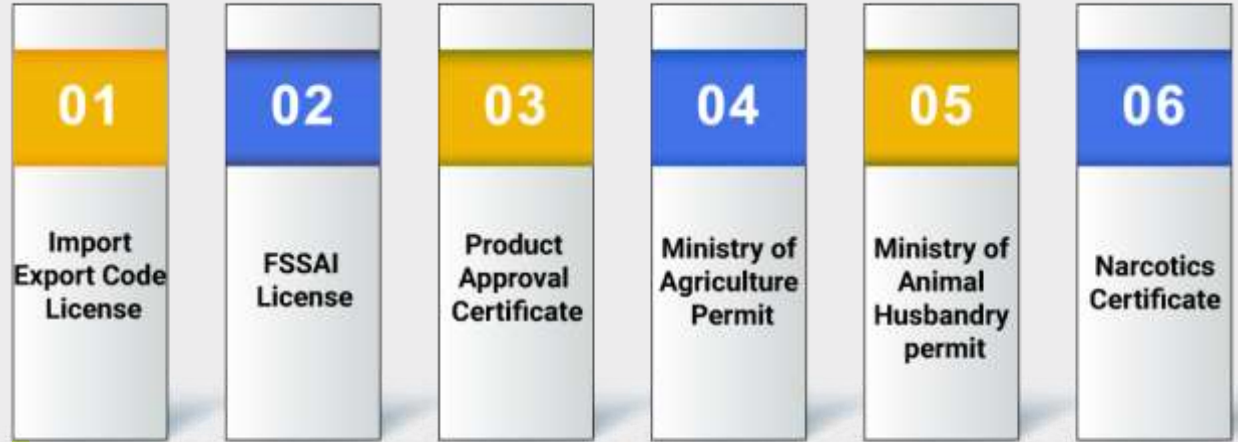 01
Import
Export Code
License
02
FSSAI
License
03
Product
Approval
Certificate
04
Ministry of
Agriculture
Permit
05
Ministry of
Animal
Husbandry
permit
06
Narcotics
Certificate